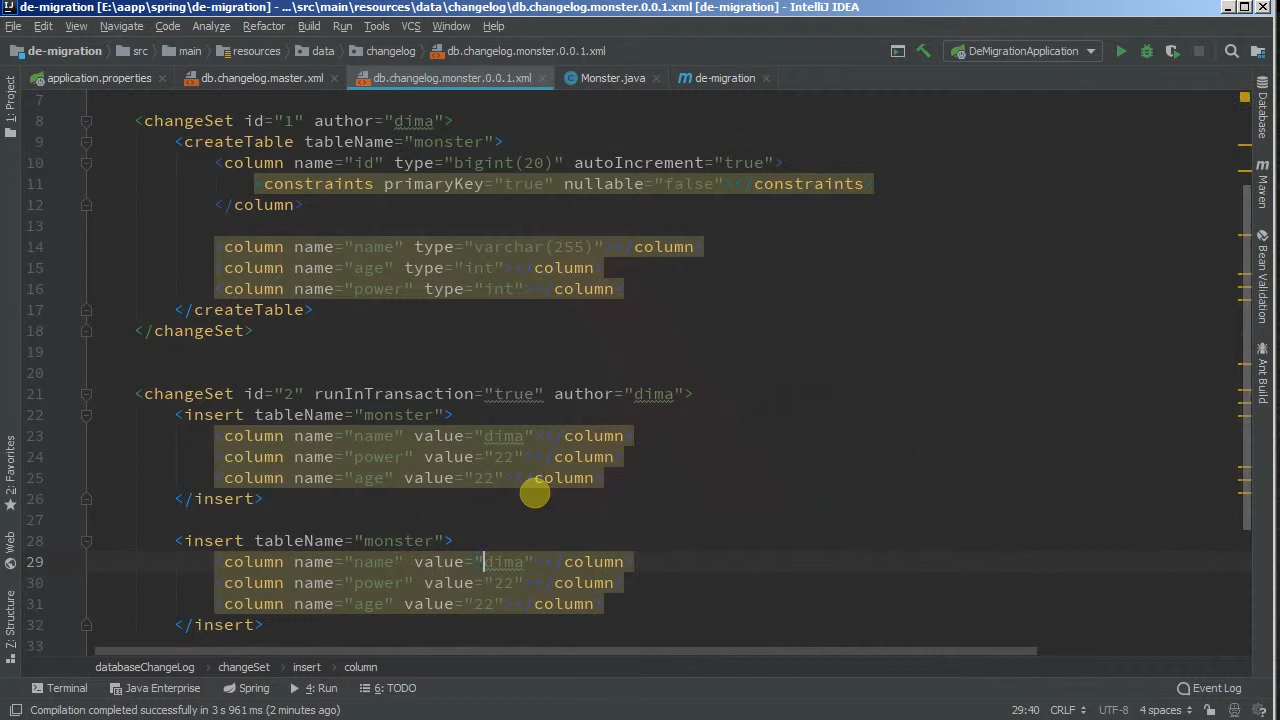 de-migration [E:\aapp\spring\de-migration] - ...\src\main\resources\data\changelog\db.changelog.monster.0.0.1.xml [de-migration] - IntelliJ IDEA
File Edit View Navigate Code Analyze Refactor Build Run Tools VCS Window Help
de-migration src main resources data changelog db.changelog.monster.0.0.1.xml DeMigrationApplication
application.properties db.changelog.master.xml db.changelog.monster.0.0.1.xml Monster.java de-migration
7
8 <changeSet id="1" author="dima">
9 <createTable tableName="monster">
10 <column name="id" type="bigint(20)" autoIncrement="true">
11 <constraints primaryKey="true" nullable="false"></constraints>
12 </column>
13
14 <column name="name" type="varchar(255)"></column>
15 <column name="age" type="int"></column>
16 <column name="power" type="int"></column>
17 </createTable>
18 </changeSet>
19
20
21 <changeSet id="2" runInTransaction="true" author="dima">
22 <insert tableName="monster">
23 <column name="name" value="dima"></column>
24 <column name="power" value="22"></column>
25 <column name="age" value="22"></column>
26 </insert>
27
28 <insert tableName="monster">
29 <column name="name" value="dima"></column>
30 <column name="power" value="22"></column>
31 <column name="age" value="22"></column>
32 </insert>
33
1: Project
2: Favorites
Web
Z: Structure
Database
Maven
Bean Validation
Ant Build
databaseChangeLog changeSet insert column
Terminal Java Enterprise Spring 4: Run 6: TODO Event Log
Compilation completed successfully in 3 s 961 ms (2 minutes ago) 29:40 CRLF UTF-8 4 spaces